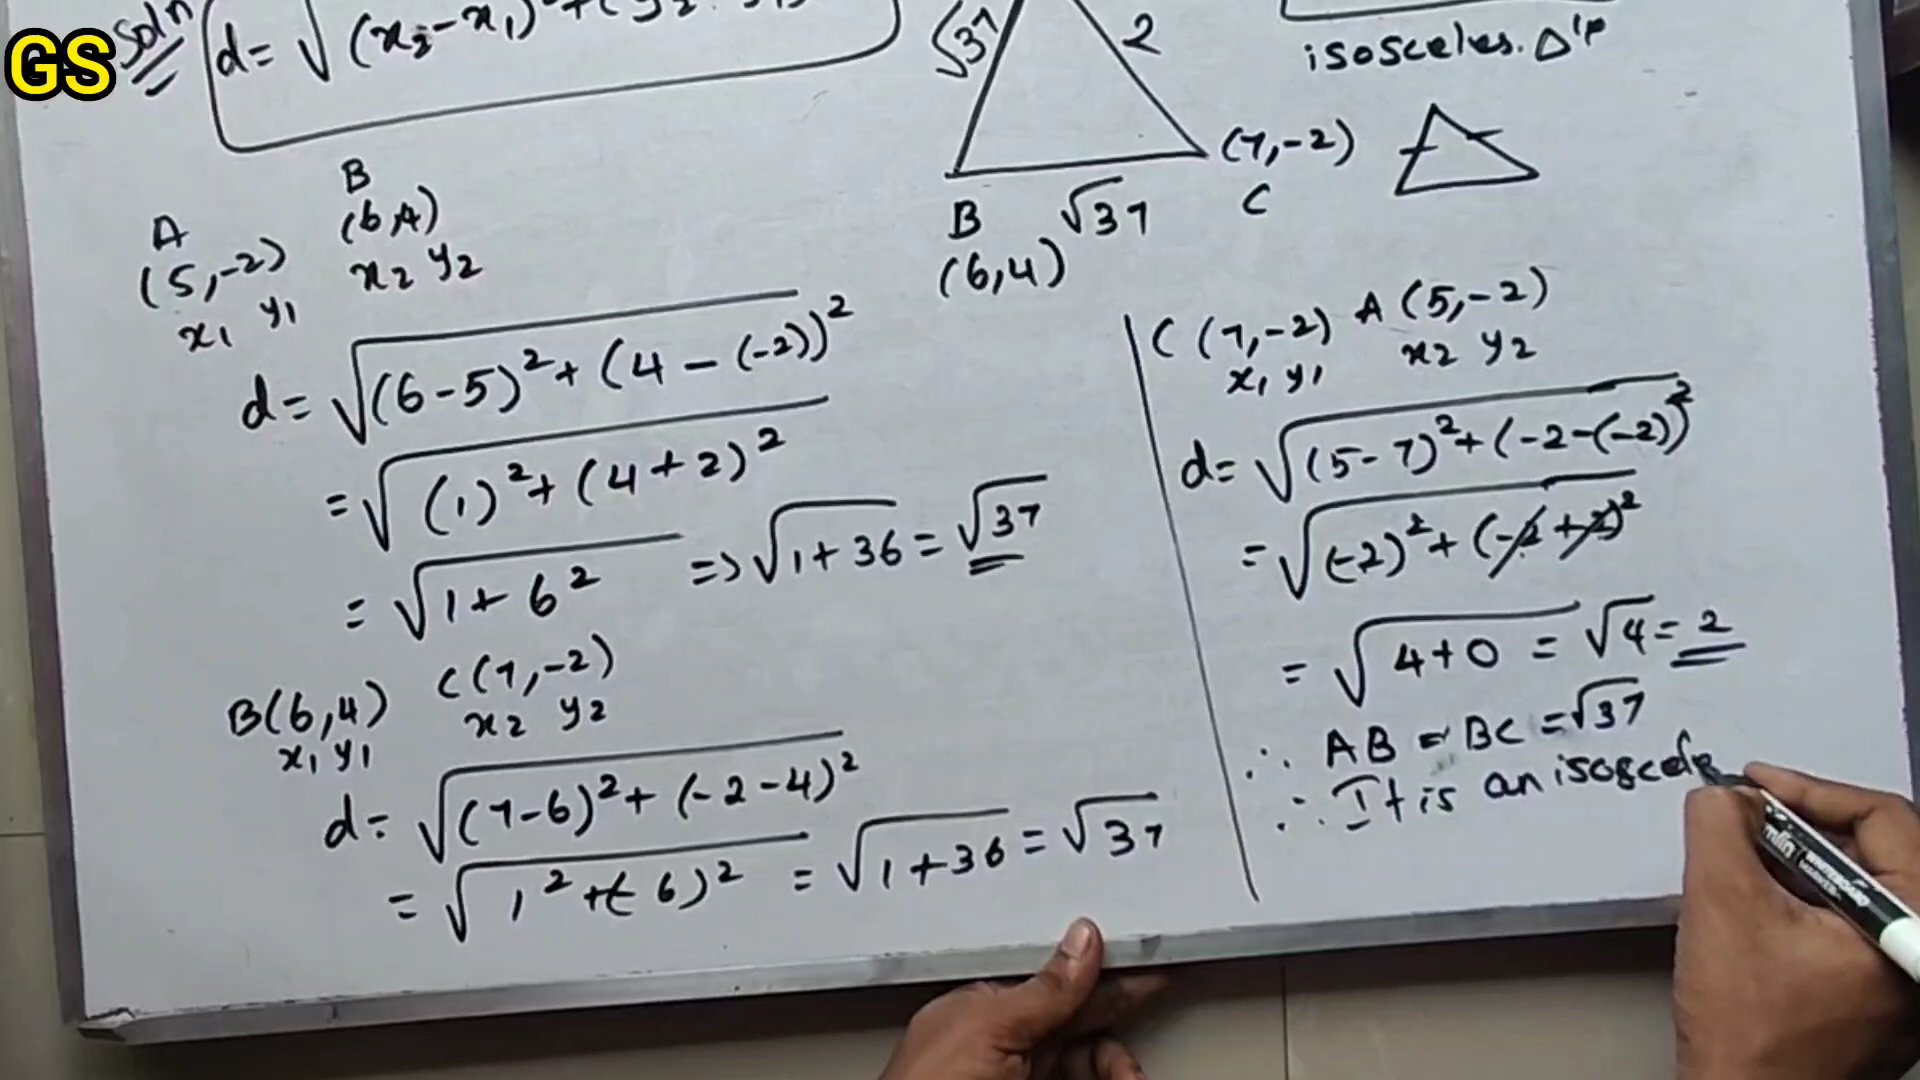 GS
Soln
d = √(x₂ - x₁)² + (y₂
√37
2
isosceles. Δ'le
(7,-2)
B √37 C
(6,4)
A B
(5,-2) (6,4)
x₁ y₁ x₂ y₂
d = √(6-5)² + (4-(-2))²
= √(1)² + (4+2)²
= √1+6² => √1+36 = √37
B(6,4) C(7,-2)
x₁ y₁ x₂ y₂
d = √(7-6)² + (-2-4)²
= √1² + (-6)² = √1+36 = √37
C (7,-2) A (5,-2)
x₁ y₁ x₂ y₂
d = √(5-7)² + (-2-(-2))²
= √(-2)² + (-2+2)²
= √4+0 = √4 = 2
∴ AB = BC = √37
∴ It is an isoscele